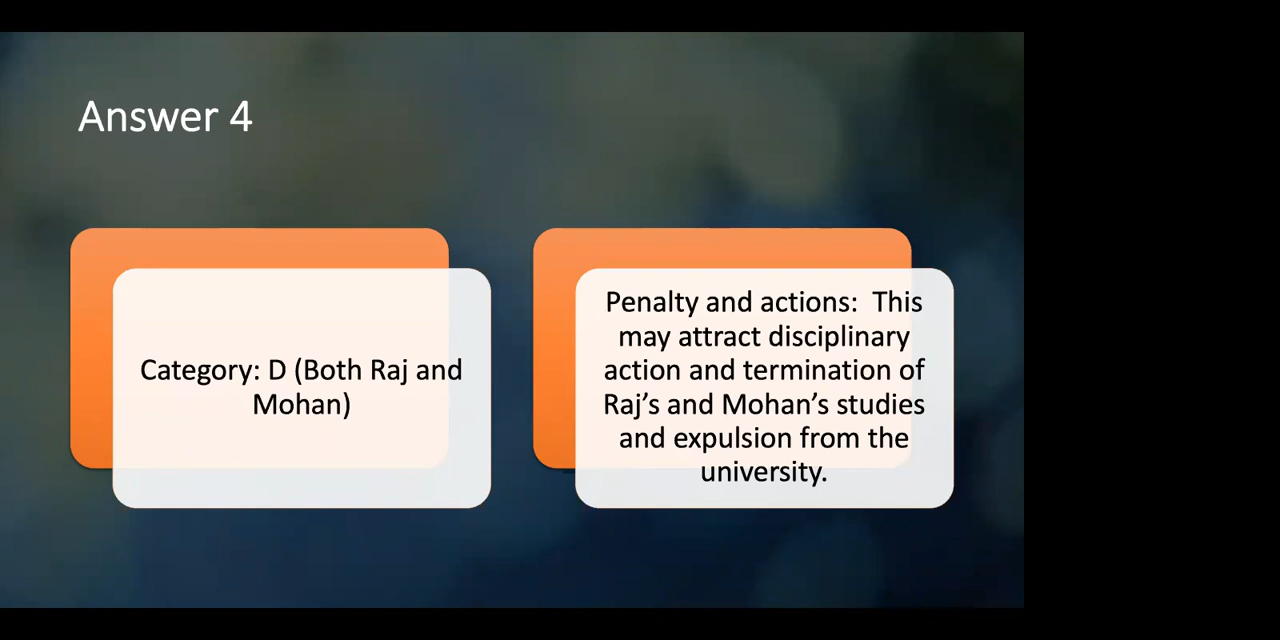 Answer 4
Category: D (Both Raj and
Mohan)
Penalty and actions:  This
may attract disciplinary
action and termination of
Raj’s and Mohan’s studies
and expulsion from the
university.